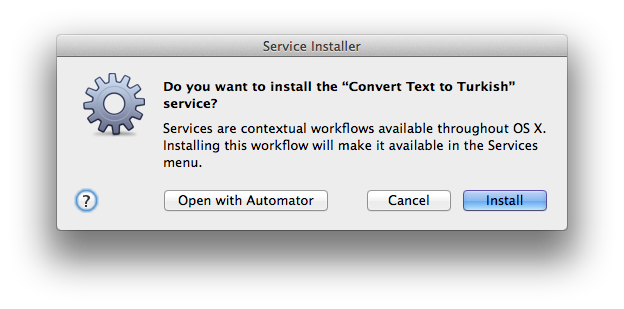 Service Installer
Do you want to install the “Convert Text to Turkish”
service?
Services are contextual workflows available throughout OS X.
Installing this workflow will make it available in the Services
menu.
?
Open with Automator
Cancel
Install